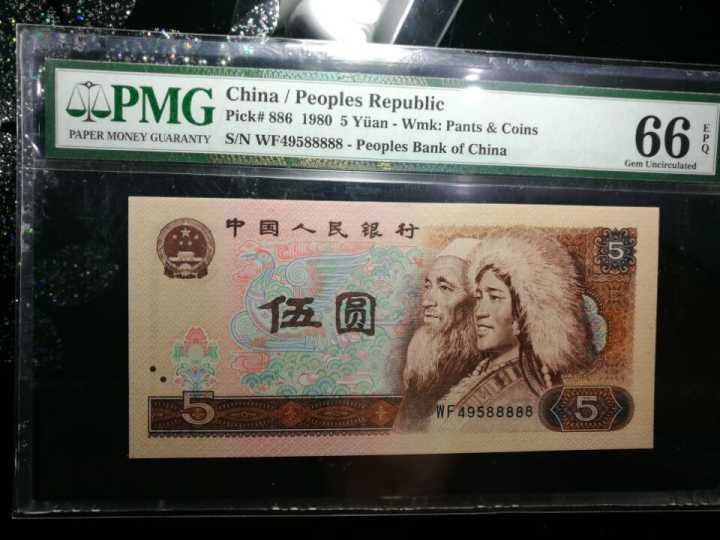 PMG
PAPER MONEY GUARANTY
China / Peoples Republic
Pick# 886 1980 5 Yüan - Wmk: Pants & Coins
S/N WF49588888 - Peoples Bank of China
66 EPQ
Gem Uncirculated
中国人民银行
5
伍圆
5
WF49588888
5